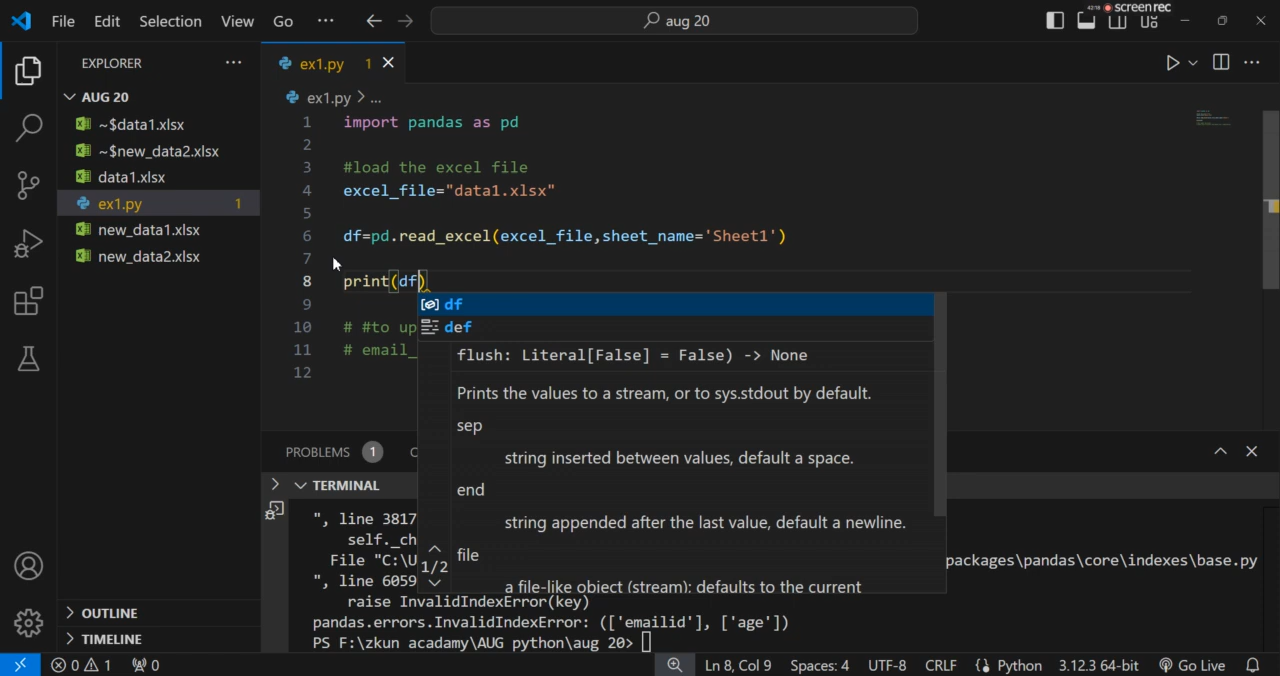 File Edit Selection View Go ··· aug 20
42:18 screenrec
EXPLORER ···
AUG 20
~$data1.xlsx
~$new_data2.xlsx
data1.xlsx
ex1.py 1
new_data1.xlsx
new_data2.xlsx
OUTLINE
TIMELINE
ex1.py 1
ex1.py > ...
1 import pandas as pd
2
3 #load the excel file
4 excel_file="data1.xlsx"
5
6 df=pd.read_excel(excel_file,sheet_name='Sheet1')
7
8 print(df)
9
10 # #to up
11 # email_
12
df
def
flush: Literal[False] = False) -> None
Prints the values to a stream, or to sys.stdout by default.
sep
string inserted between values, default a space.
end
string appended after the last value, default a newline.
file
1/2
a file-like object (stream); defaults to the current
PROBLEMS 1
TERMINAL
", line 3817
self._ch
File "C:\U packages\pandas\core\indexes\base.py
", line 6059
raise InvalidIndexError(key)
pandas.errors.InvalidIndexError: (['emailid'], ['age'])
PS F:\zkun acadamy\AUG python\aug 20>
0 1 0 Ln 8, Col 9 Spaces: 4 UTF-8 CRLF Python 3.12.3 64-bit Go Live